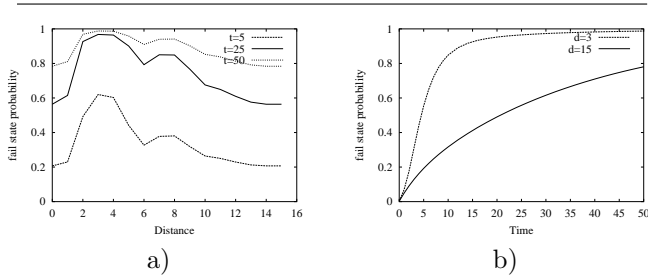 fail state probability
1
0.8
0.6
0.4
0.2
0
t=5
t=25
t=50
0 2 4 6 8 10 12 14 16
Distance
a)
fail state probability
1
0.8
0.6
0.4
0.2
0
d=3
d=15
0 5 10 15 20 25 30 35 40 45 50
Time
b)